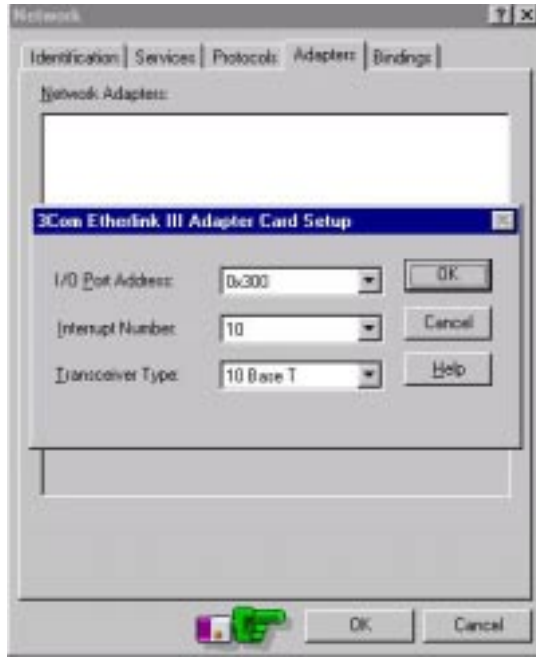 Network
Identification Services Protocols Adapters Bindings
Network Adapters:
3Com Etherlink III Adapter Card Setup
I/O Port Address: 0x300 OK
Interrupt Number: 10 Cancel
Transceiver Type: 10 Base T Help
OK Cancel